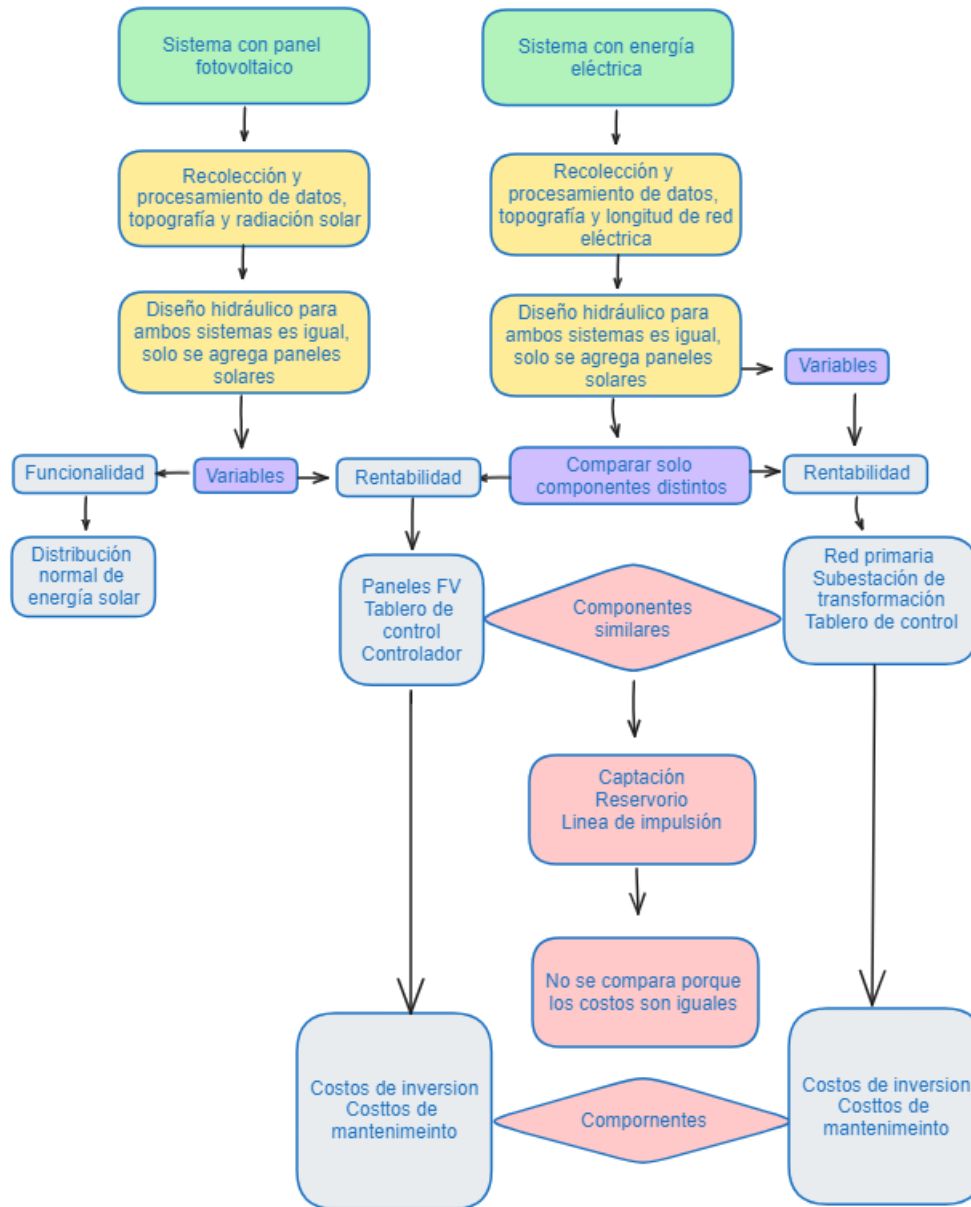 Sistema con panel
fotovoltaico
Sistema con energía
eléctrica
Recolección y
procesamiento de datos,
topografía y radiación solar
Recolección y
procesamiento de datos,
topografía y longitud de red
eléctrica
Diseño hidráulico para
ambos sistemas es igual,
solo se agrega paneles
solares
Diseño hidráulico para
ambos sistemas es igual,
solo se agrega paneles
solares
Variables
Funcionalidad
Variables
Rentabilidad
Comparar solo
componentes distintos
Rentabilidad
Distribución
normal de
energía solar
Paneles FV
Tablero de
control
Controlador
Componentes
similares
Red primaria
Subestación de
transformación
Tablero de control
Captación
Reservorio
Linea de impulsión
No se compara porque
los costos son iguales
Costos de inversion
Costtos de
mantenimeinto
Compornentes
Costos de inversion
Costtos de
mantenimeinto